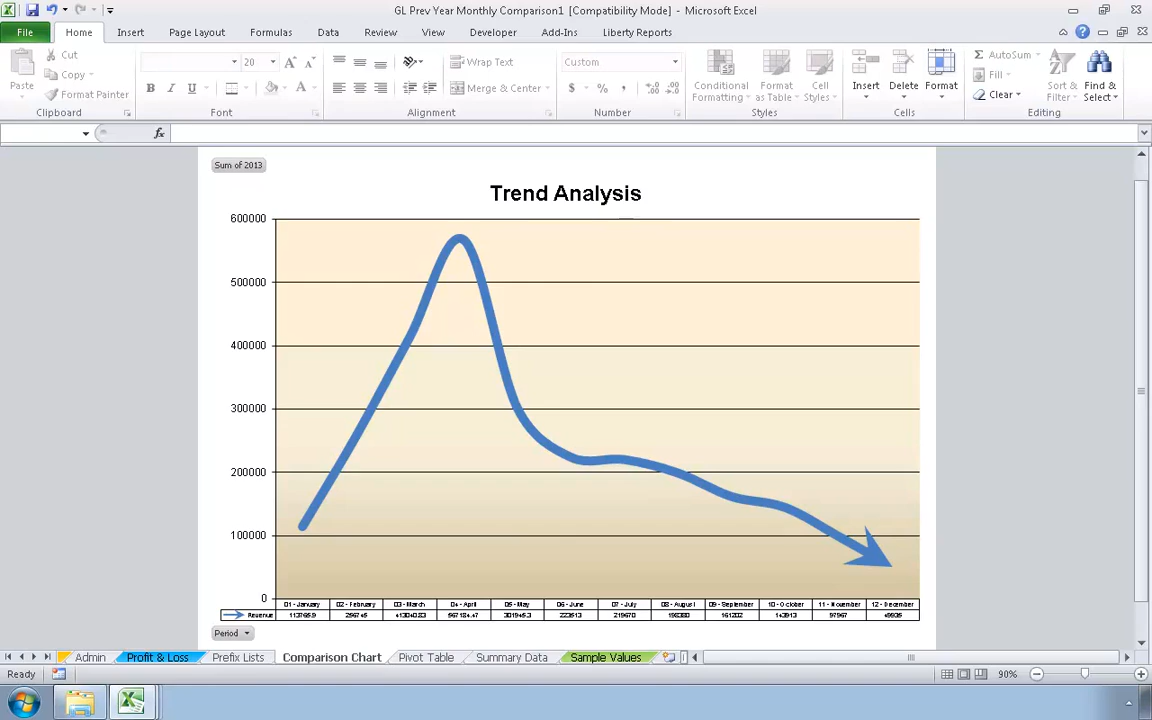 GL Prev Year Monthly Comparison1 [Compatibility Mode] - Microsoft Excel
File Home Insert Page Layout Formulas Data Review View Developer Add-Ins Liberty Reports
Paste Cut Copy Format Painter Clipboard
20 B I U A Font
Wrap Text Merge & Center Alignment
Custom $ % , Number
Conditional Formatting Format as Table Cell Styles Styles
Insert Delete Format Cells
AutoSum Fill Clear Sort & Filter Find & Select Editing
fx
Sum of 2013
Trend Analysis
600000
500000
400000
300000
200000
100000
0
01 - January 02 - February 03 - March 04 - April 05 - May 06 - June 07 - July 08 - August 09 - September 10 - October 11 - November 12 - December
Revenue 223513 219670 161202 143913 97967
Period
Admin Profit & Loss Prefix Lists Comparison Chart Pivot Table Summary Data Sample Values
Ready 90%